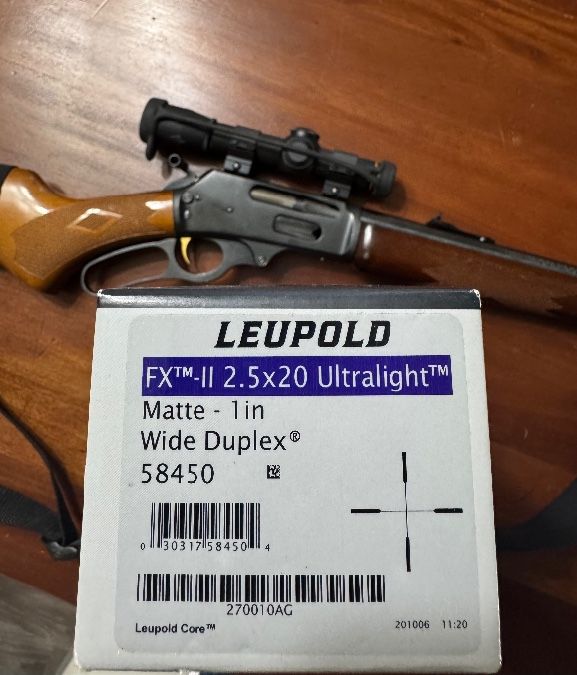 LEUPOLD
FX™-II 2.5x20 Ultralight™
Matte - 1in
Wide Duplex®
58450
0 30317 58450 4
270010AG
Leupold Core™
201006 11:20